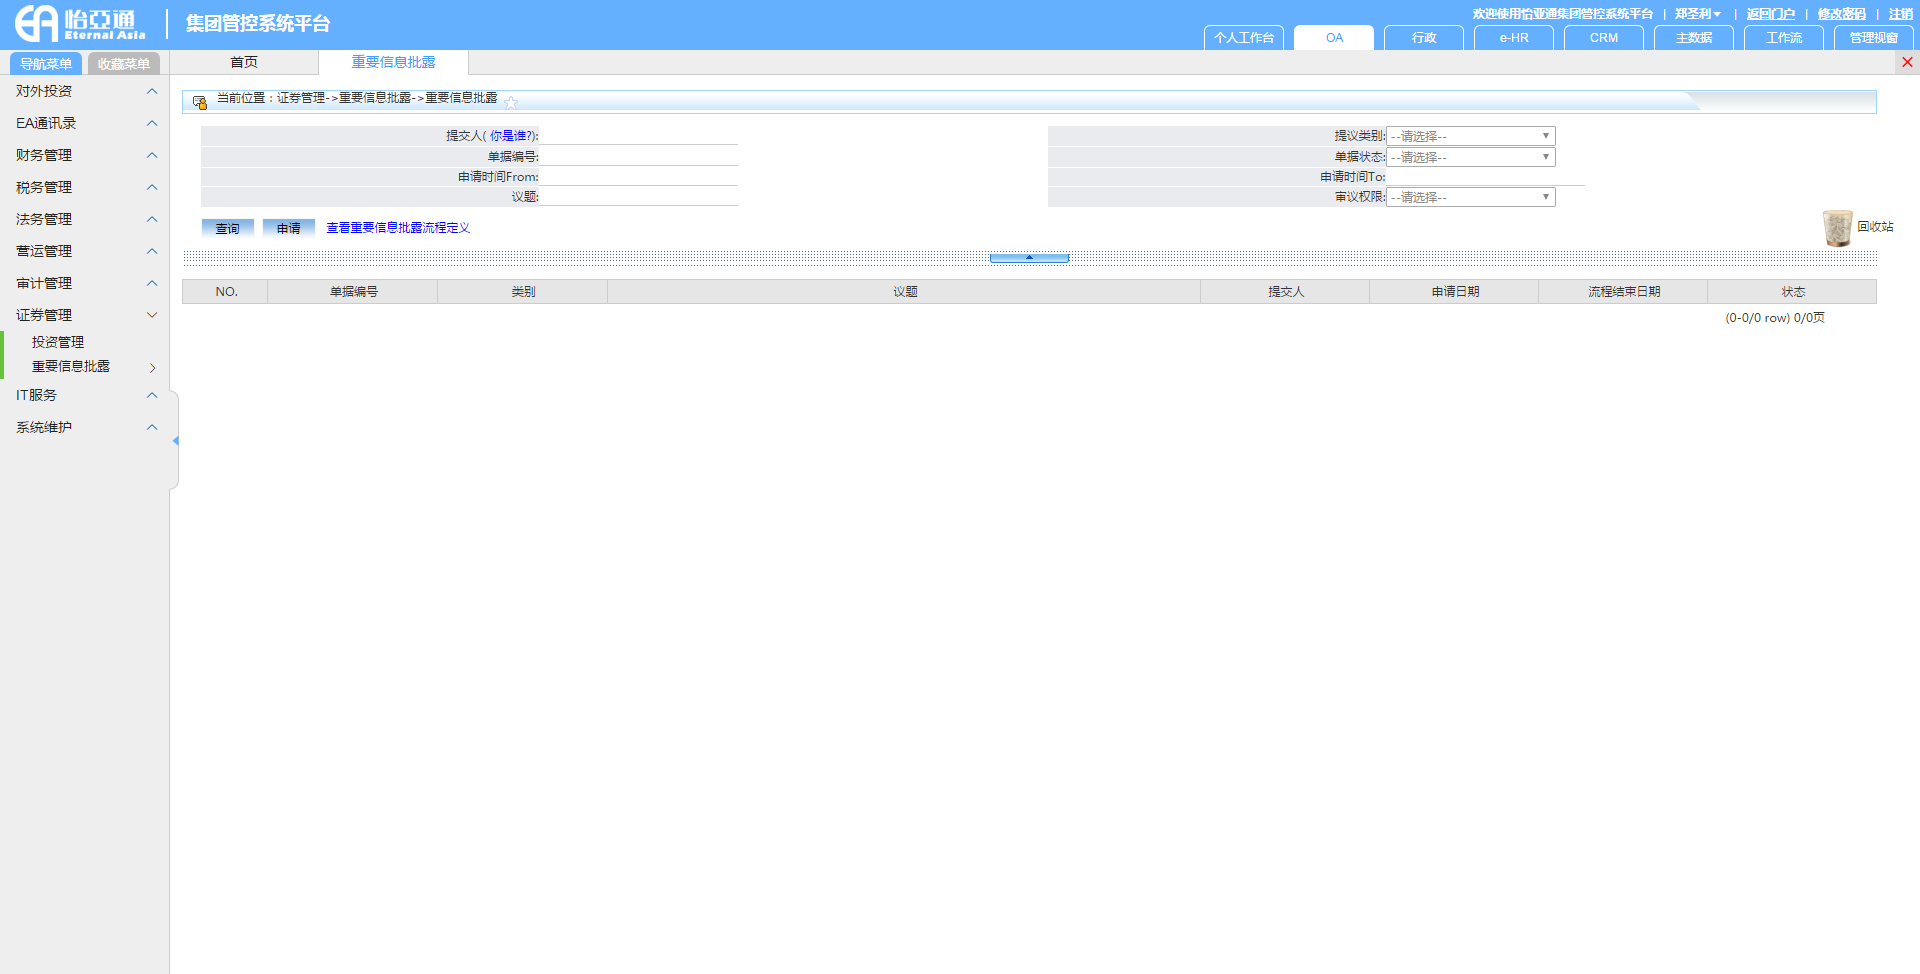 怡亞通
Eternal Asia
集团管控系统平台
欢迎使用怡亚通集团管控系统平台 | 郑圣利 | 返回门户 | 修改密码 | 注销
个人工作台 OA 行政 e-HR CRM 主数据 工作流 管理视窗
导航菜单 收藏菜单 首页 重要信息批露
对外投资
EA通讯录
财务管理
税务管理
法务管理
营运管理
审计管理
证券管理
投资管理
重要信息批露
IT服务
系统维护
当前位置：证券管理->重要信息批露->重要信息批露
提交人( 你是谁?): 提议类别: --请选择--
单据编号: 单据状态: --请选择--
申请时间From: 申请时间To:
议题: 审议权限: --请选择--
查询 申请 查看重要信息批露流程定义 回收站
NO. 单据编号 类别 议题 提交人 申请日期 流程结束日期 状态
(0-0/0 row) 0/0页